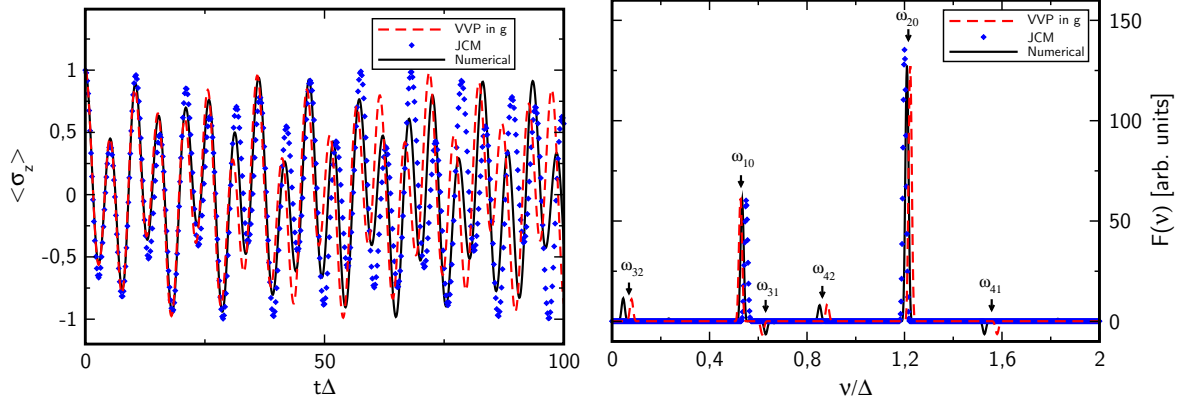 VVP in g
JCM
Numerical
1
0.5
0
-0.5
-1
<σz>
0
50
100
tΔ
VVP in g
JCM
Numerical
ω20
ω10
ω32
ω31
ω42
ω41
150
100
50
0
F(ν) [arb. units]
0
0,4
0,8
1,2
1,6
2
ν/Δ